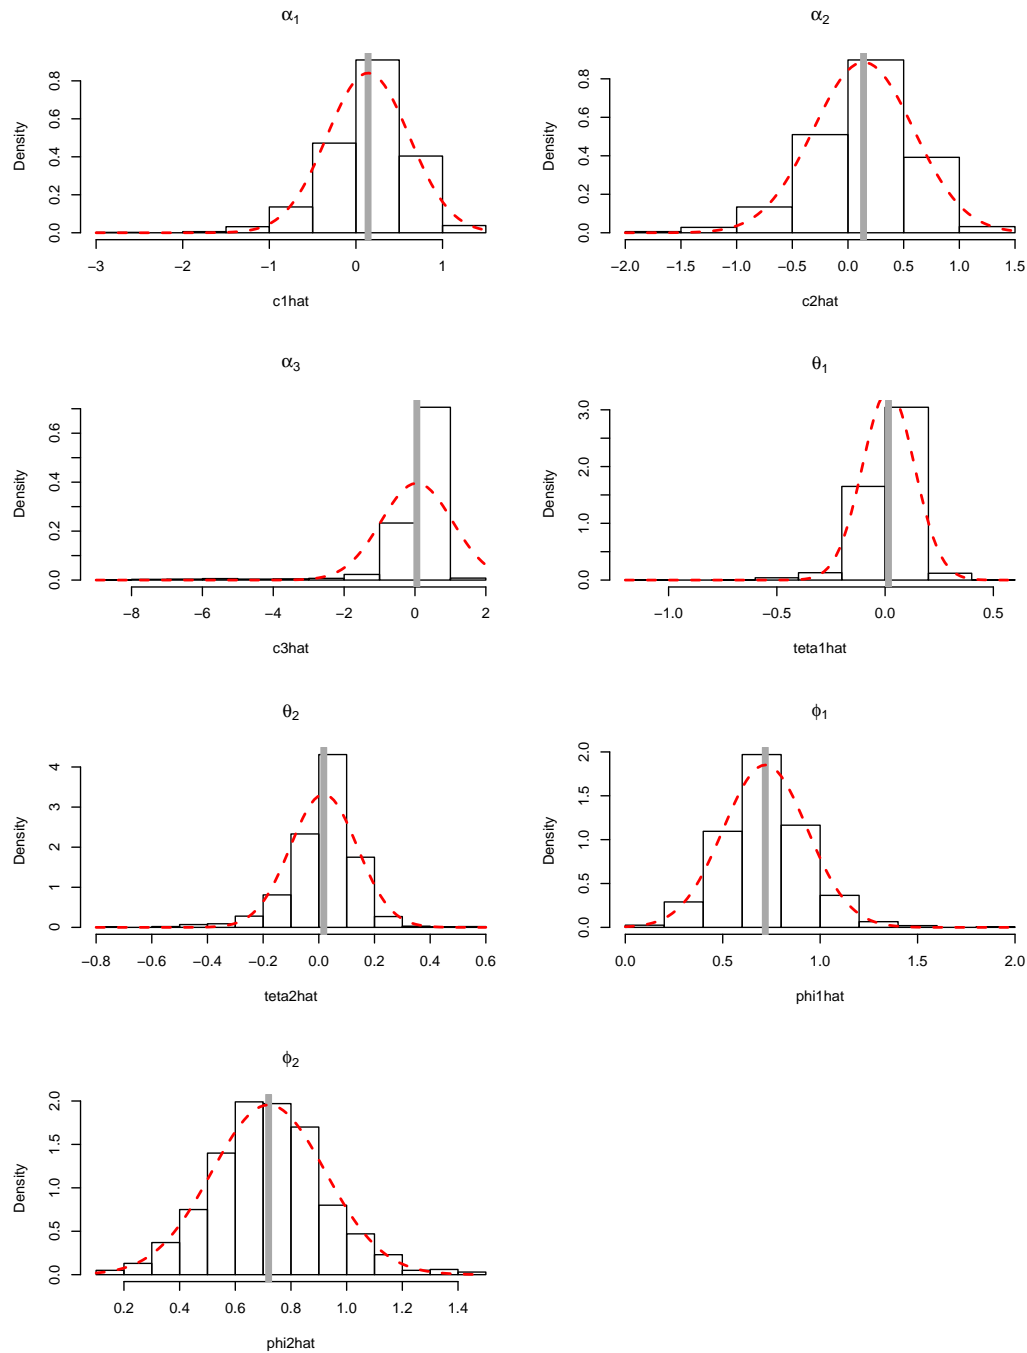 α1
Density
0.0 0.2 0.4 0.6 0.8
−3 −2 −1 0 1
c1hat
α2
Density
0.0 0.2 0.4 0.6 0.8
−2.0 −1.5 −1.0 −0.5 0.0 0.5 1.0 1.5
c2hat
α3
Density
0.0 0.2 0.4 0.6
−8 −6 −4 −2 0 2
c3hat
θ1
Density
0.0 1.0 2.0 3.0
−1.0 −0.5 0.0 0.5
teta1hat
θ2
Density
0 1 2 3 4
−0.8 −0.6 −0.4 −0.2 0.0 0.2 0.4 0.6
teta2hat
ϕ1
Density
0.0 0.5 1.0 1.5 2.0
0.0 0.5 1.0 1.5 2.0
phi1hat
ϕ2
Density
0.0 0.5 1.0 1.5 2.0
0.2 0.4 0.6 0.8 1.0 1.2 1.4
phi2hat